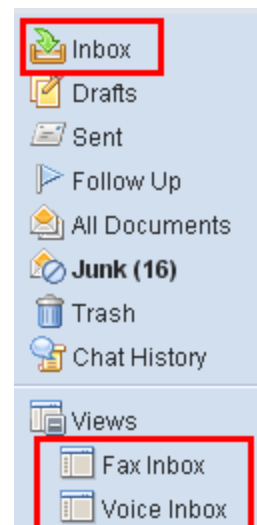 Inbox
Drafts
Sent
Follow Up
All Documents
Junk (16)
Trash
Chat History
Views
Fax Inbox
Voice Inbox